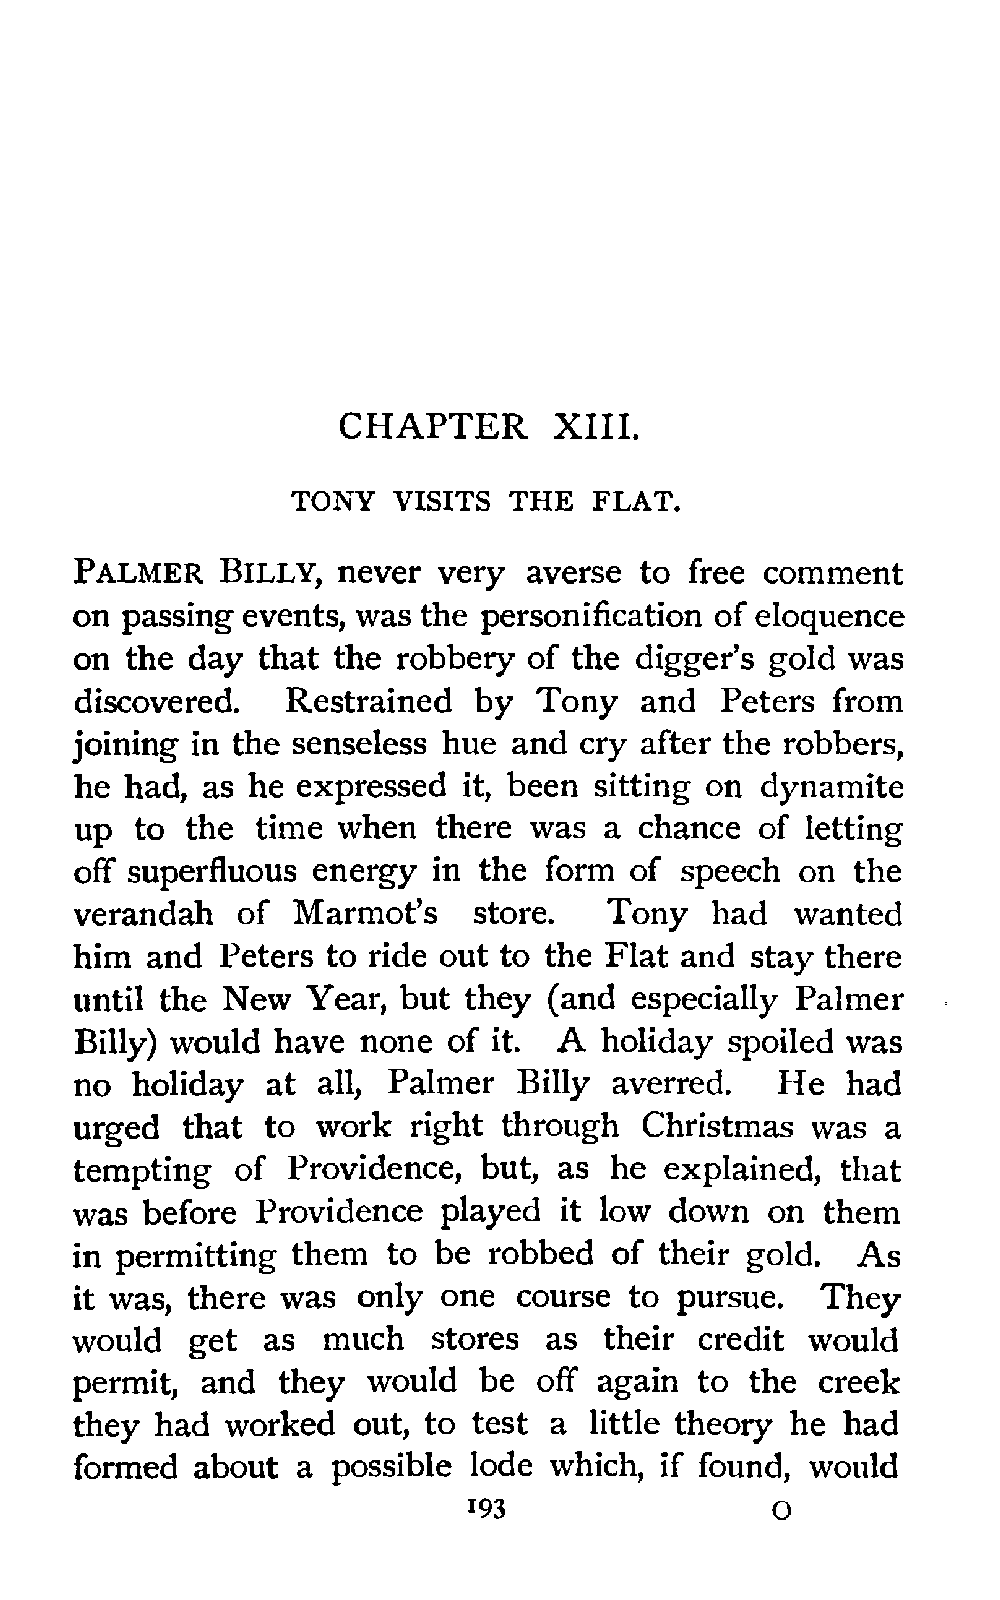 CHAPTER XIII.
TONY VISITS THE FLAT.
PALMER BILLY, never very averse to free comment
on passing events, was the personification of eloquence
on the day that the robbery of the digger's gold was
discovered. Restrained by Tony and Peters from
joining in the senseless hue and cry after the robbers,
he had, as he expressed it, been sitting on dynamite
up to the time when there was a chance of letting
off superfluous energy in the form of speech on the
verandah of Marmot's store. Tony had wanted
him and Peters to ride out to the Flat and stay there
until the New Year, but they (and especially Palmer
Billy) would have none of it. A holiday spoiled was
no holiday at all, Palmer Billy averred. He had
urged that to work right through Christmas was a
tempting of Providence, but, as he explained, that
was before Providence played it low down on them
in permitting them to be robbed of their gold. As
it was, there was only one course to pursue. They
would get as much stores as their credit would
permit, and they would be off again to the creek
they had worked out, to test a little theory he had
formed about a possible lode which, if found, would
193 O